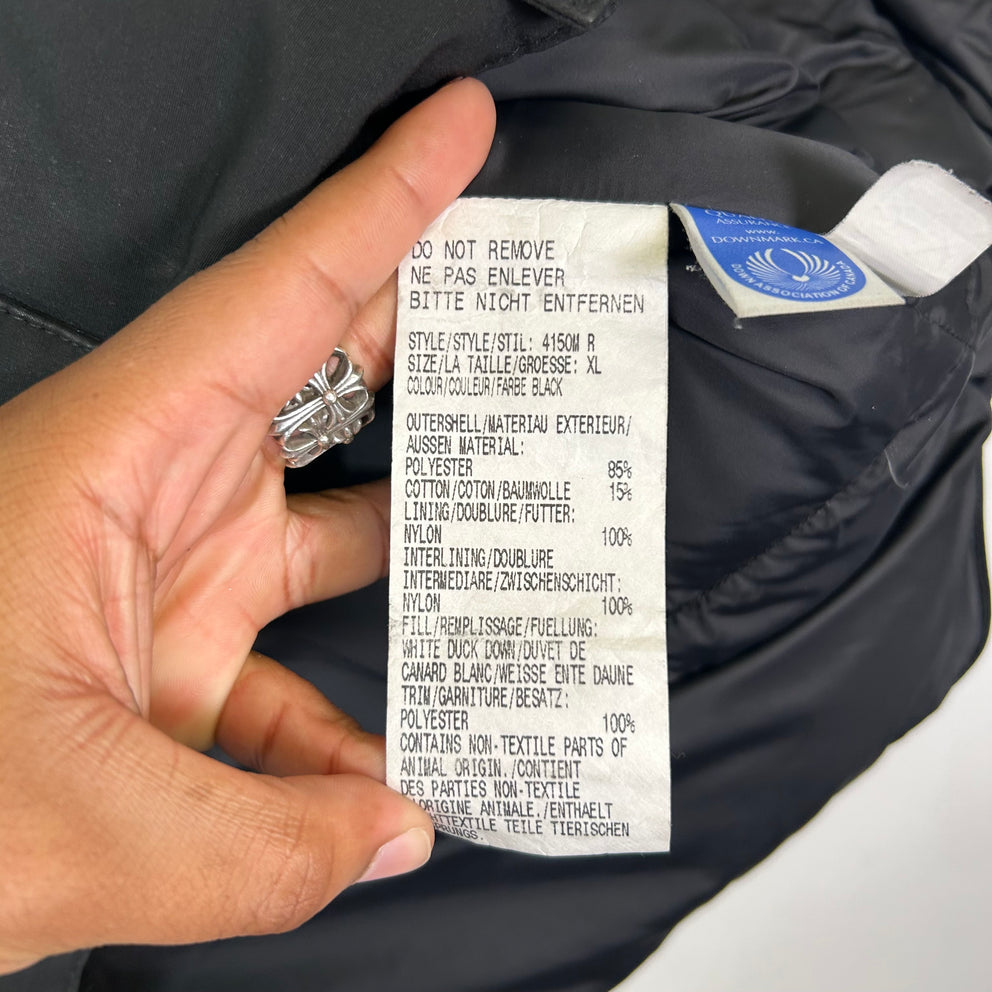 DO NOT REMOVE
NE PAS ENLEVER
BITTE NICHT ENTFERNEN
STYLE/STYLE/STIL: 4150M R
SIZE/LA TAILLE/GROESSE: XL
COLOUR/COULEUR/FARBE BLACK
OUTERSHELL/MATERIAU EXTERIEUR/
AUSSEN MATERIAL:
POLYESTER 85%
COTTON/COTON/BAUMWOLLE 15%
LINING/DOUBLURE/FUTTER:
NYLON 100%
INTERLINING/DOUBLURE
INTERMEDIARE/ZWISCHENSCHICHT:
NYLON 100%
FILL/REMPLISSAGE/FUELLUNG:
WHITE DUCK DOWN/DUVET DE
CANARD BLANC/WEISSE ENTE DAUNE
TRIM/GARNITURE/BESATZ:
POLYESTER 100%
CONTAINS NON-TEXTILE PARTS OF
ANIMAL ORIGIN./CONTIENT
DES PARTIES NON-TEXTILE
ORIGINE ANIMALE./ENTHAELT
TEILE TIERISCHEN
ASSURANCE
WWW.
DOWNMARK.CA
DOWN ASSOCIATION OF CANADA